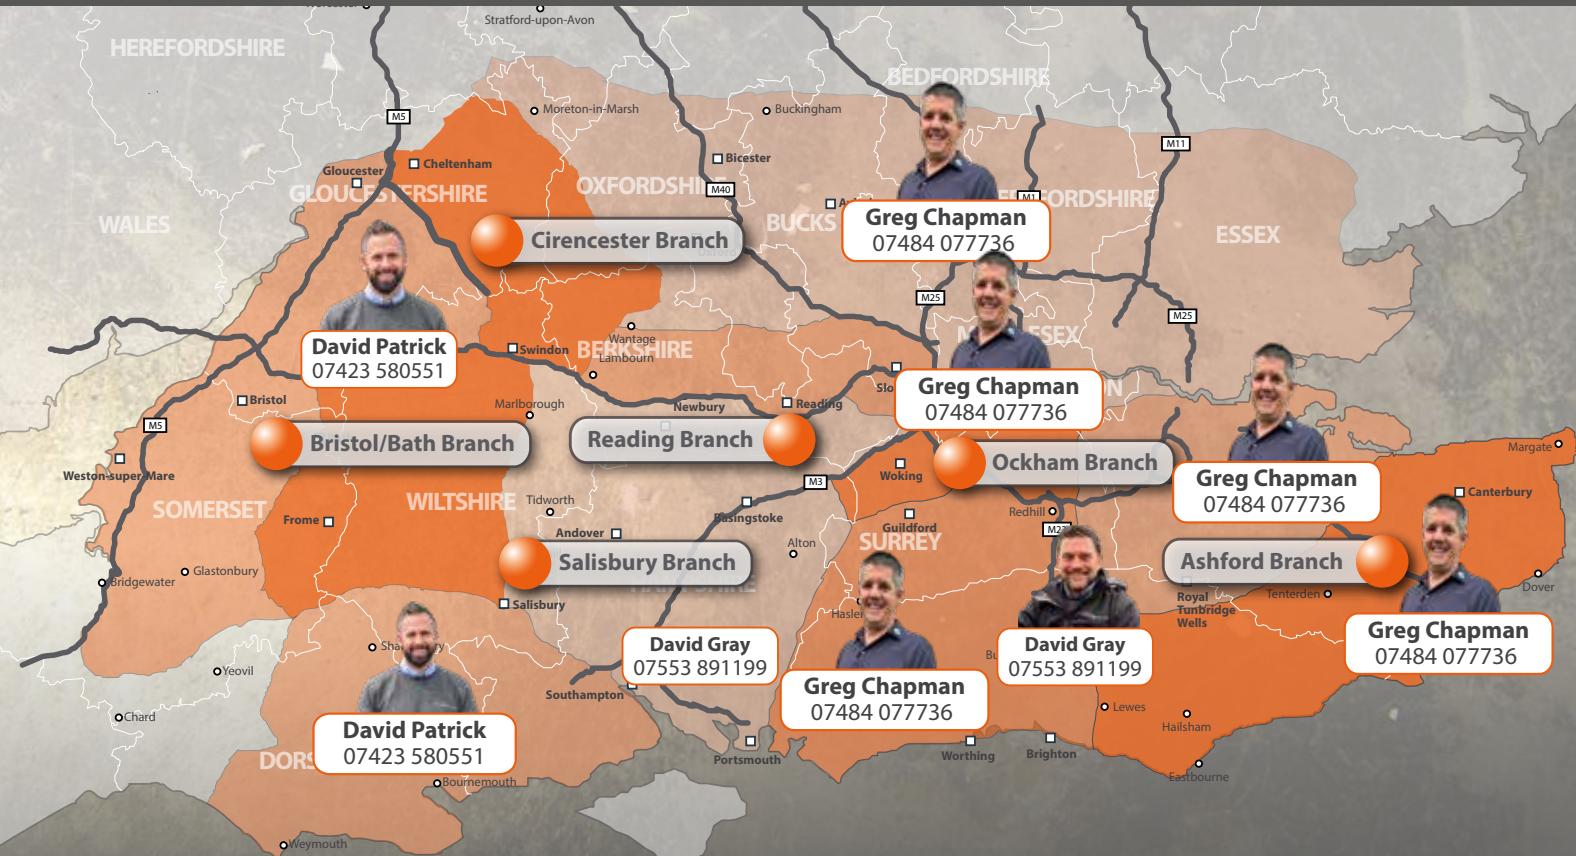 Stratford-upon-Avon
HEREFORDSHIRE
BEDFORDSHIRE
Moreton-in-Marsh
Buckingham
M5
M11
Bicester
Cheltenham
Gloucester
GLOUCESTERSHIRE
M40
M1
BUCKS
WALES
ESSEX
Greg Chapman
07484 077736
Cirencester Branch
M25
M25
Wantage
Swindon
BERKSHIRE
Lambourn
David Patrick
07423 580551
Greg Chapman
07484 077736
Bristol
Marlborough
Newbury
Reading
M5
Bristol/Bath Branch
Reading Branch
Ockham Branch
Margate
Weston-super-Mare
Woking
M3
Greg Chapman
07484 077736
Canterbury
SOMERSET
WILTSHIRE
Tidworth
Frome
Basingstoke
Redhill
Andover
Guildford
SURREY
Alton
Salisbury Branch
Ashford Branch
Bridgewater
Glastonbury
HAMPSHIRE
Dover
Tenterden
Royal
Tunbridge
Wells
Salisbury
David Gray
07553 891199
David Gray
07553 891199
Greg Chapman
07484 077736
Yeovil
Southampton
Greg Chapman
07484 077736
Lewes
Chard
Hailsham
David Patrick
07423 580551
Portsmouth
Worthing
Brighton
Eastbourne
Bournemouth
Weymouth